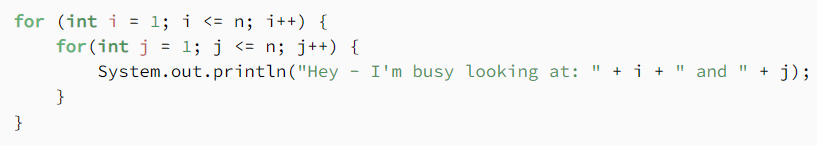 for (int i = 1; i <= n; i++) {
    for(int j = 1; j <= n; j++) {
        System.out.println("Hey - I'm busy looking at: " + i + " and " + j);
    }
}